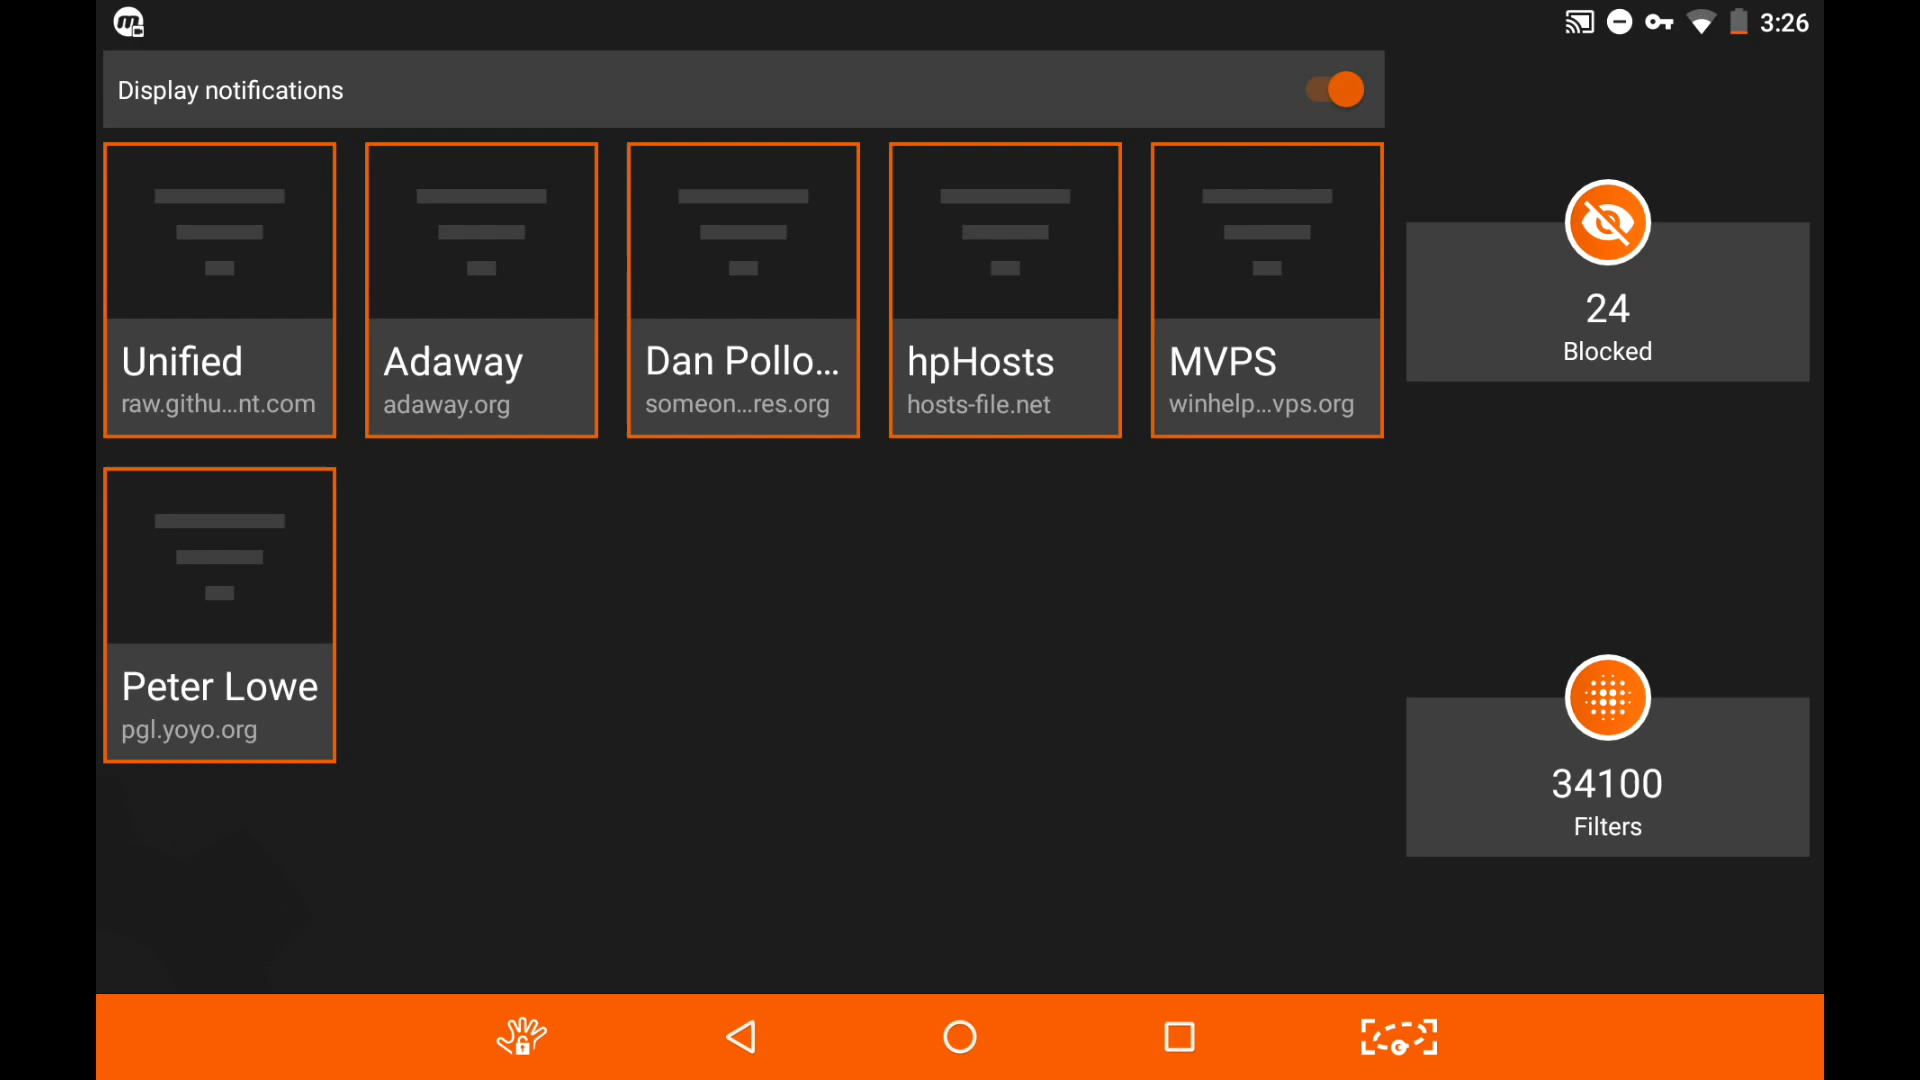 3:26
Display notifications
Unified
raw.githu...nt.com
Adaway
adaway.org
Dan Pollo...
someon...res.org
hpHosts
hosts-file.net
MVPS
winhelp...vps.org
Peter Lowe
pgl.yoyo.org
24
Blocked
34100
Filters